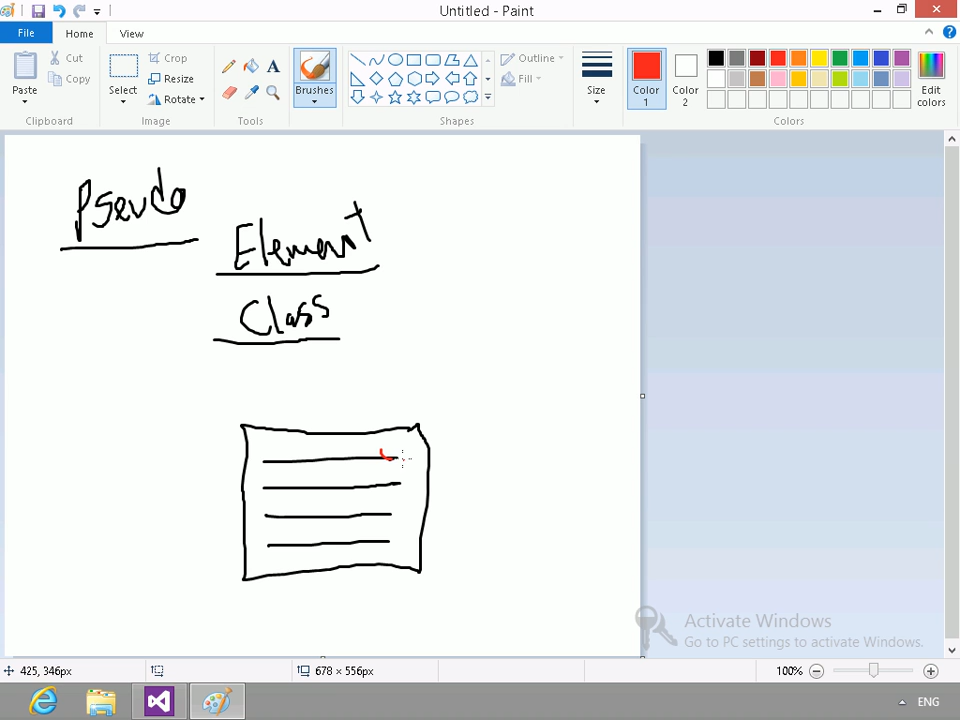 Untitled - Paint
File Home View
Paste Cut Copy Select Crop Resize Rotate Brushes Outline Fill Size Color 1 Color 2 Edit colors
Clipboard Image Tools Shapes Colors
Pseudo
Element
Class
Activate Windows
Go to PC settings to activate Windows.
425, 346px 678 × 556px 100%
ENG